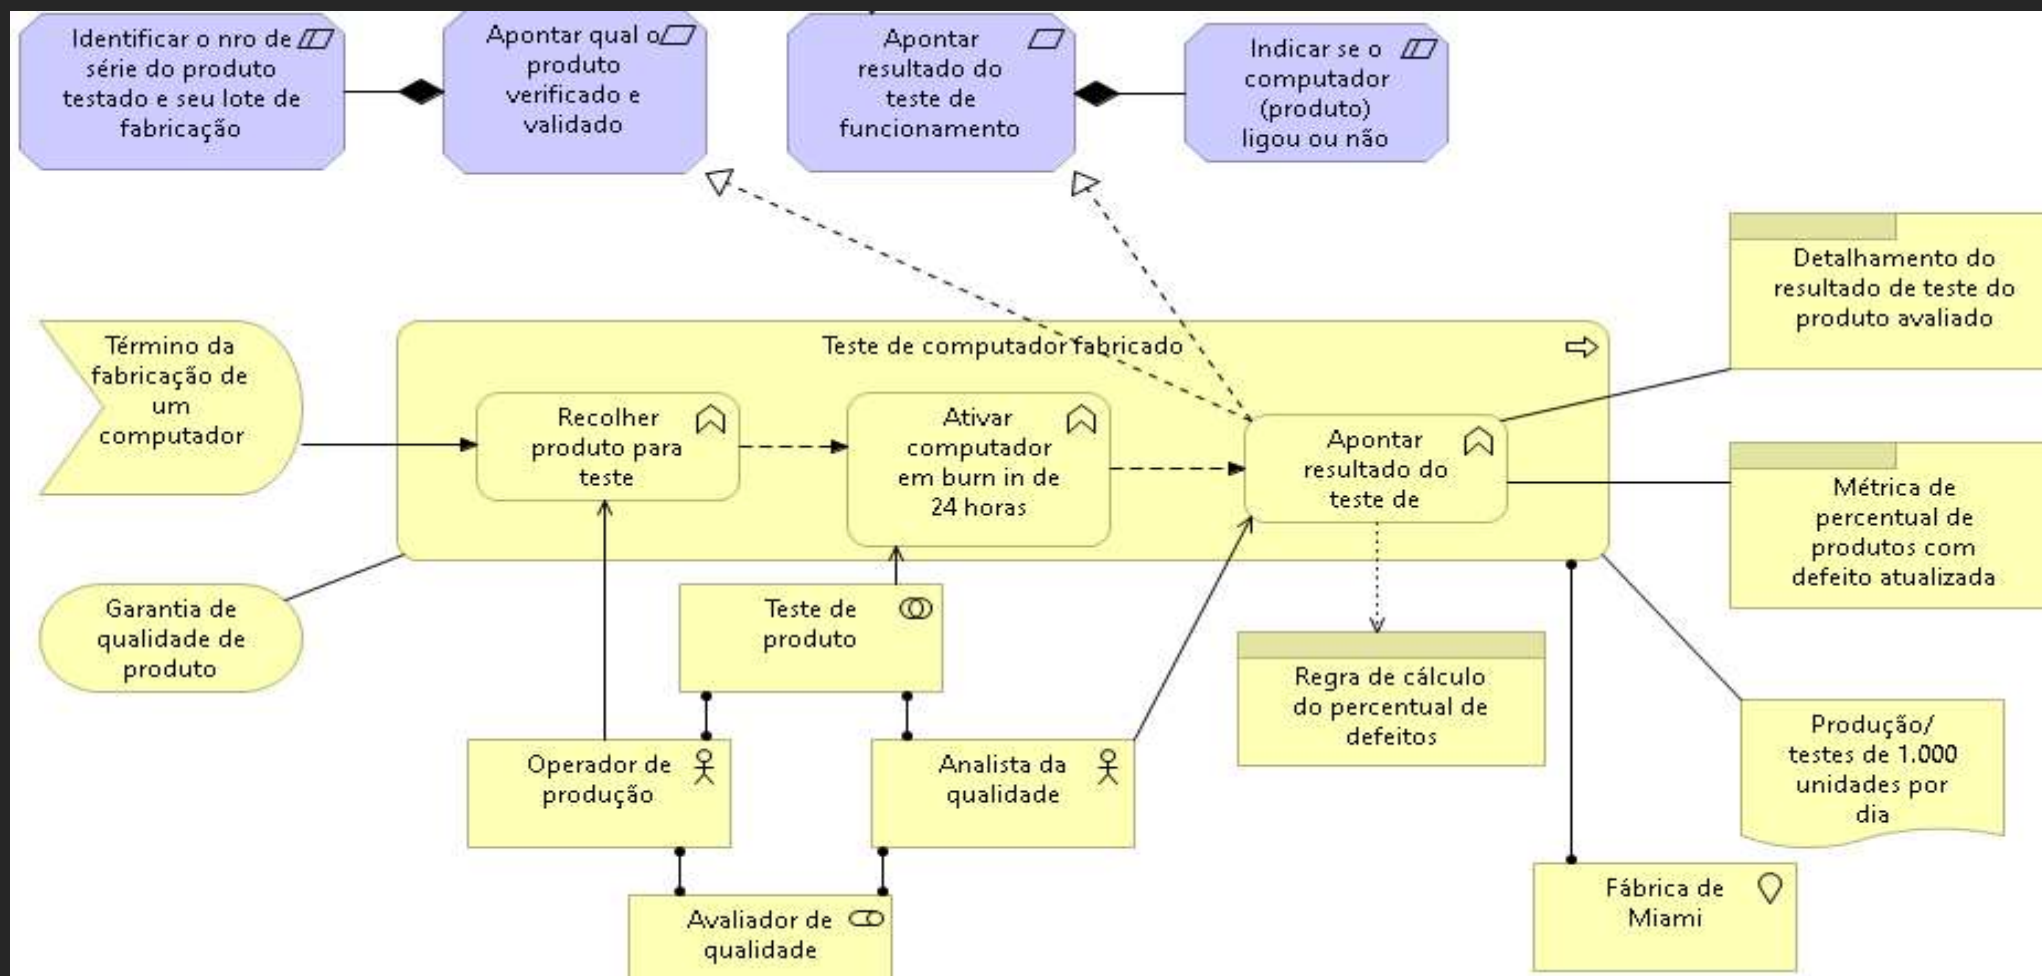 Identificar o nro de
série do produto
testado e seu lote de
fabricação
Apontar qual o
produto
verificado e
validado
Apontar
resultado do
teste de
funcionamento
Indicar se o
computador
(produto)
ligou ou não
Detalhamento do
resultado de teste do
produto avaliado
Término da
fabricação de
um
computador
Teste de computador fabricado
Recolher
produto para
teste
Ativar
computador
em burn in de
24 horas
Apontar
resultado do
teste de
Métrica de
percentual de
produtos com
defeito atualizada
Garantia de
qualidade de
produto
Teste de
produto
Regra de cálculo
do percentual de
defeitos
Produção/
testes de 1.000
unidades por
dia
Operador de
produção
Analista da
qualidade
Avaliador de
qualidade
Fábrica de
Miami